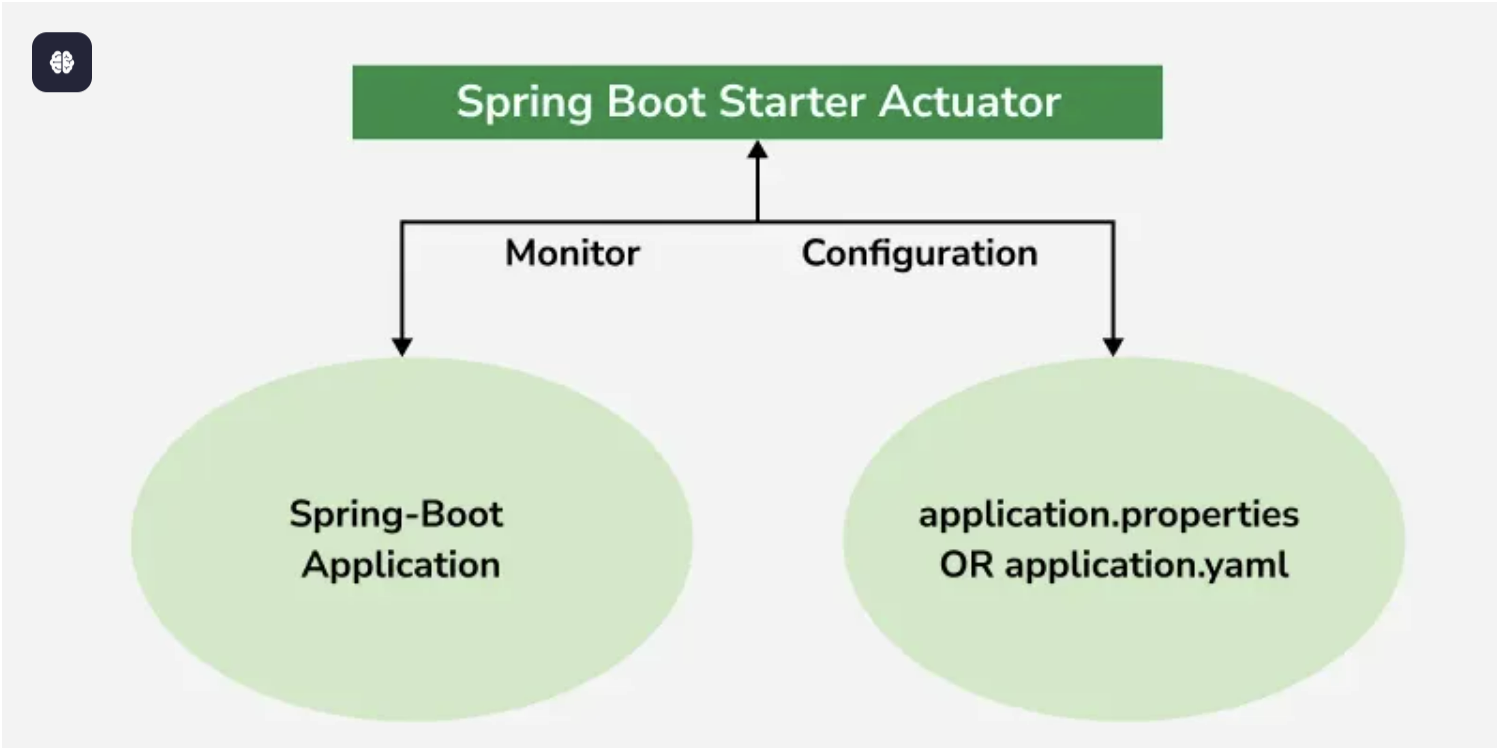 Spring Boot Starter Actuator
Monitor
Configuration
Spring-Boot
Application
application.properties
OR application.yaml